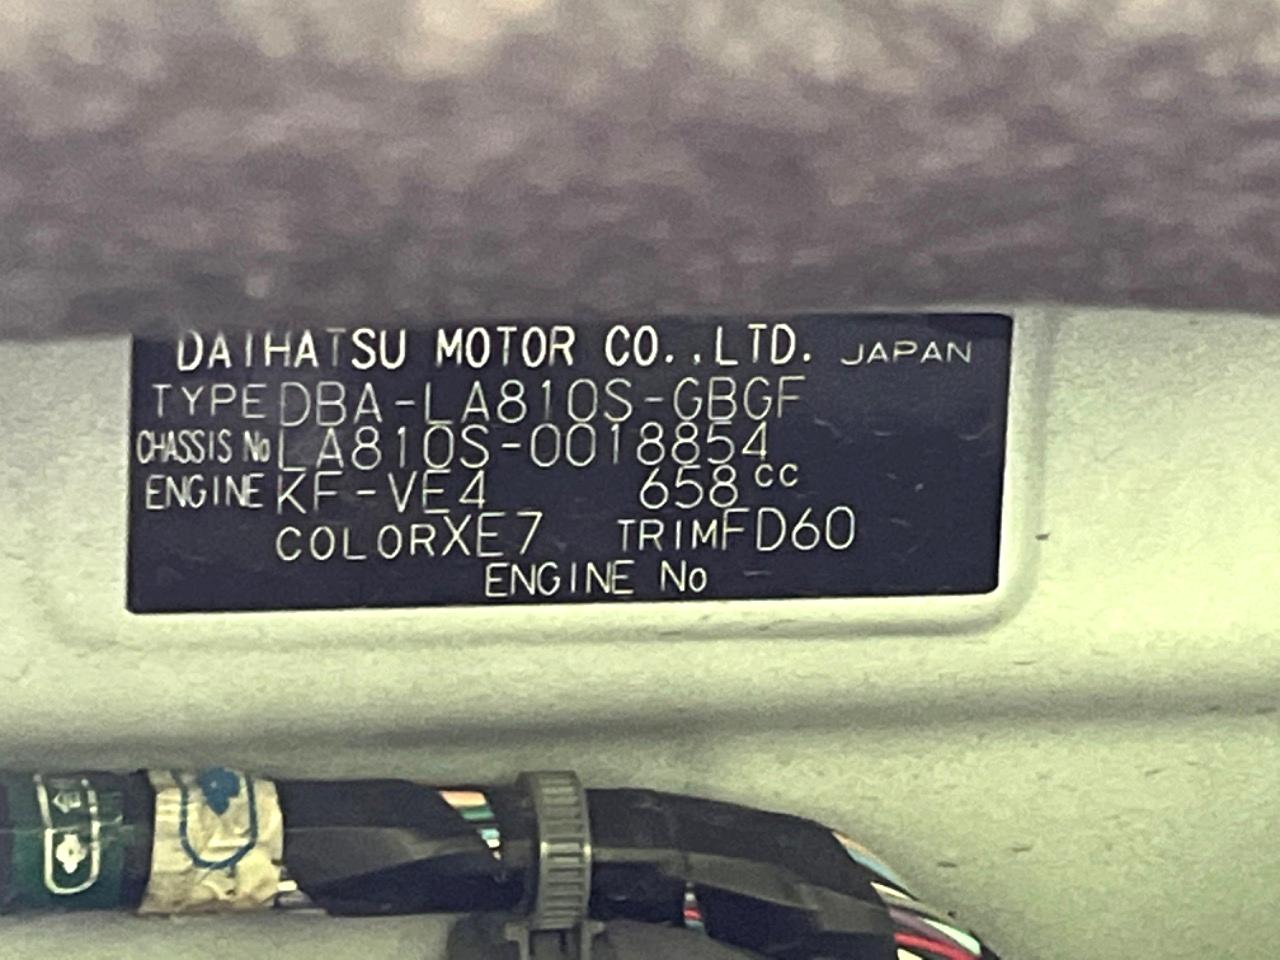 DAIHATSU MOTOR CO.,LTD. JAPAN
TYPE DBA-LA810S-GBGF
CHASSIS No LA810S-0018854
ENGINE KF-VE4 658cc
COLOR XE7 TRIM FD60
ENGINE No